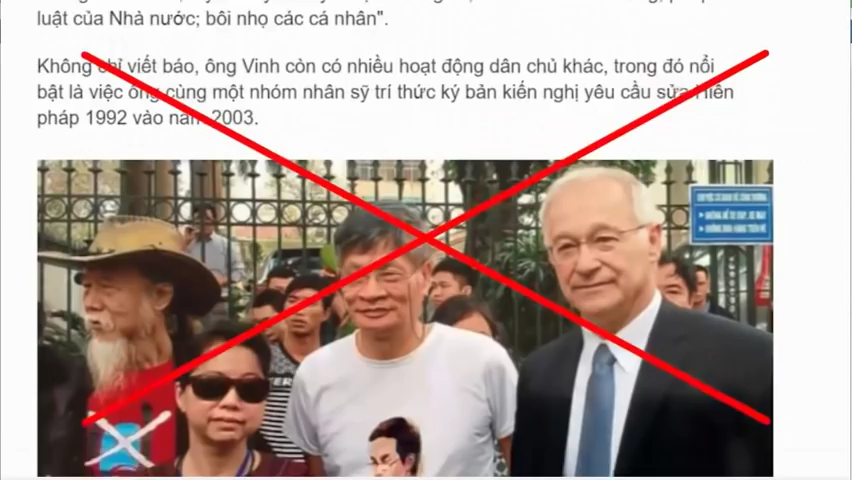 luật của Nhà nước; bôi nhọ các cá nhân".
Không chỉ viết báo, ông Vinh còn có nhiều hoạt động dân chủ khác, trong đó nổi
bật là việc ông cùng một nhóm nhân sỹ trí thức ký bản kiến nghị yêu cầu sửa Hiến
pháp 1992 vào năm 2003.